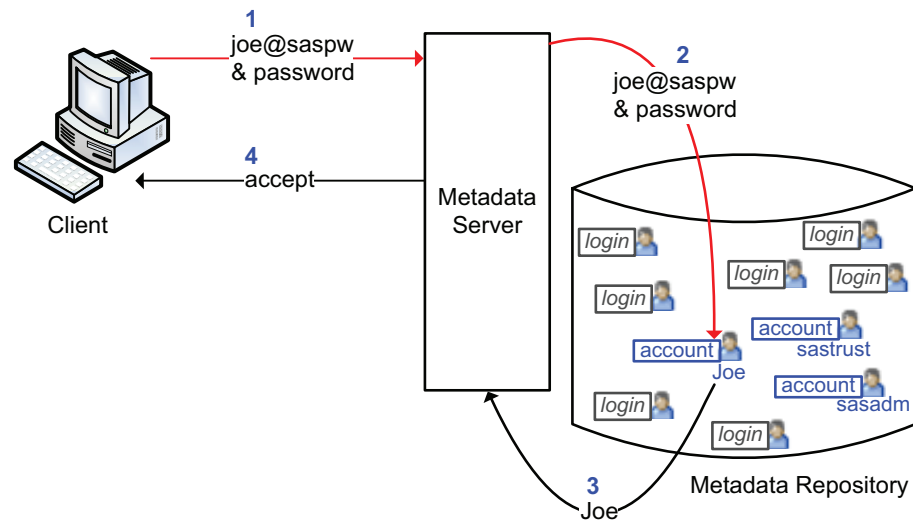 1
joe@saspw
& password
2
joe@saspw
& password
4
accept
Client
Metadata
Server
login
login
login
login
login
account
sastrust
account
Joe
account
sasadm
login
login
3
Joe
Metadata Repository